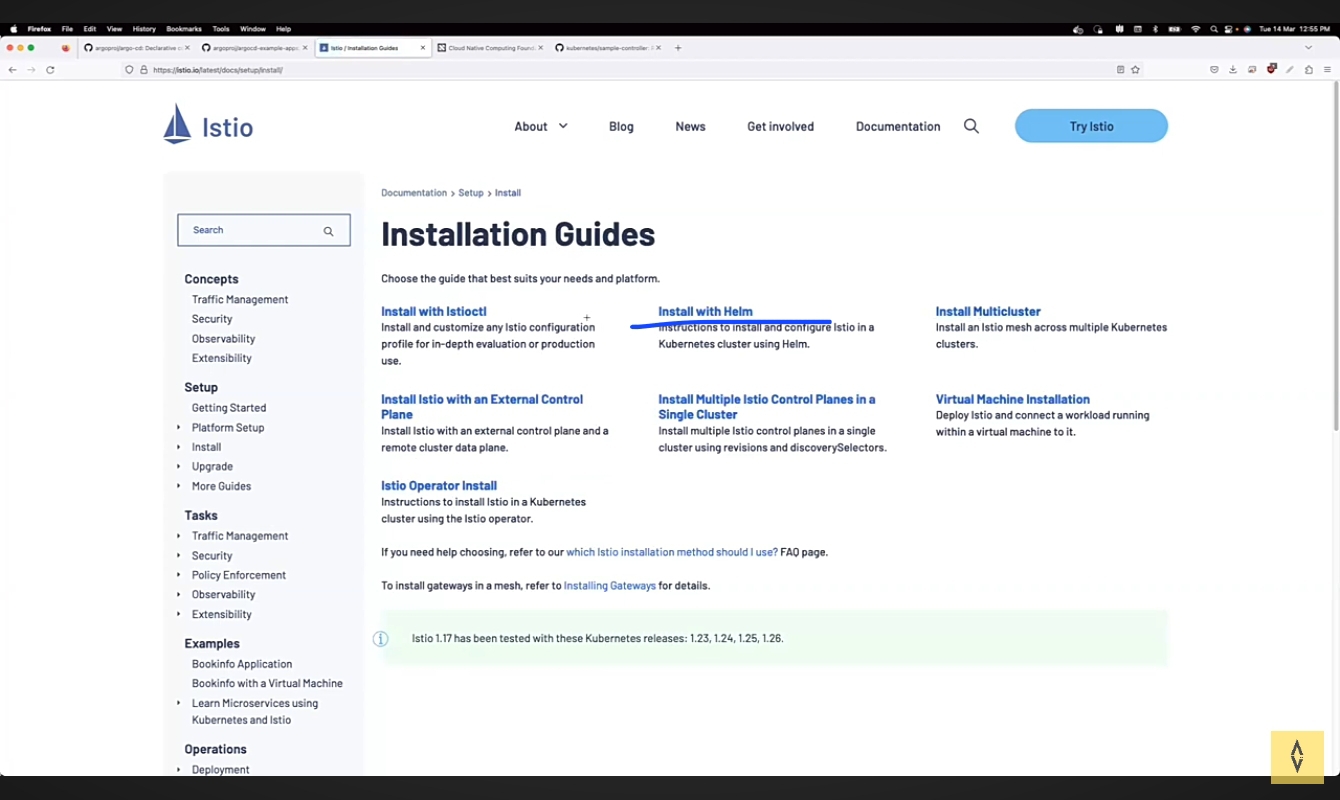 Firefox File Edit View History Bookmarks Tools Window Help
Tue 14 Mar 12:55 PM
argoproj/argo-cd: Declarative c
argoproj/argocd-example-apps
Istio / Installation Guides
Cloud Native Computing Found
kubernetes/sample-controller: 
https://istio.io/latest/docs/setup/install/
Istio
About Blog News Get involved Documentation
Try Istio
Documentation > Setup > Install
Search
Installation Guides
Choose the guide that best suits your needs and platform.
Install with Istioctl
Install and customize any Istio configuration
profile for in-depth evaluation or production
use.
Install with Helm
Instructions to install and configure Istio in a
Kubernetes cluster using Helm.
Install Multicluster
Install an Istio mesh across multiple Kubernetes
clusters.
Install Istio with an External Control
Plane
Install Istio with an external control plane and a
remote cluster data plane.
Install Multiple Istio Control Planes in a
Single Cluster
Install multiple Istio control planes in a single
cluster using revisions and discoverySelectors.
Virtual Machine Installation
Deploy Istio and connect a workload running
within a virtual machine to it.
Istio Operator Install
Instructions to install Istio in a Kubernetes
cluster using the Istio operator.
If you need help choosing, refer to our which Istio installation method should I use? FAQ page.
To install gateways in a mesh, refer to Installing Gateways for details.
Istio 1.17 has been tested with these Kubernetes releases: 1.23, 1.24, 1.25, 1.26.
Concepts
Traffic Management
Security
Observability
Extensibility
Setup
Getting Started
Platform Setup
Install
Upgrade
More Guides
Tasks
Traffic Management
Security
Policy Enforcement
Observability
Extensibility
Examples
Bookinfo Application
Bookinfo with a Virtual Machine
Learn Microservices using
Kubernetes and Istio
Operations
Deployment